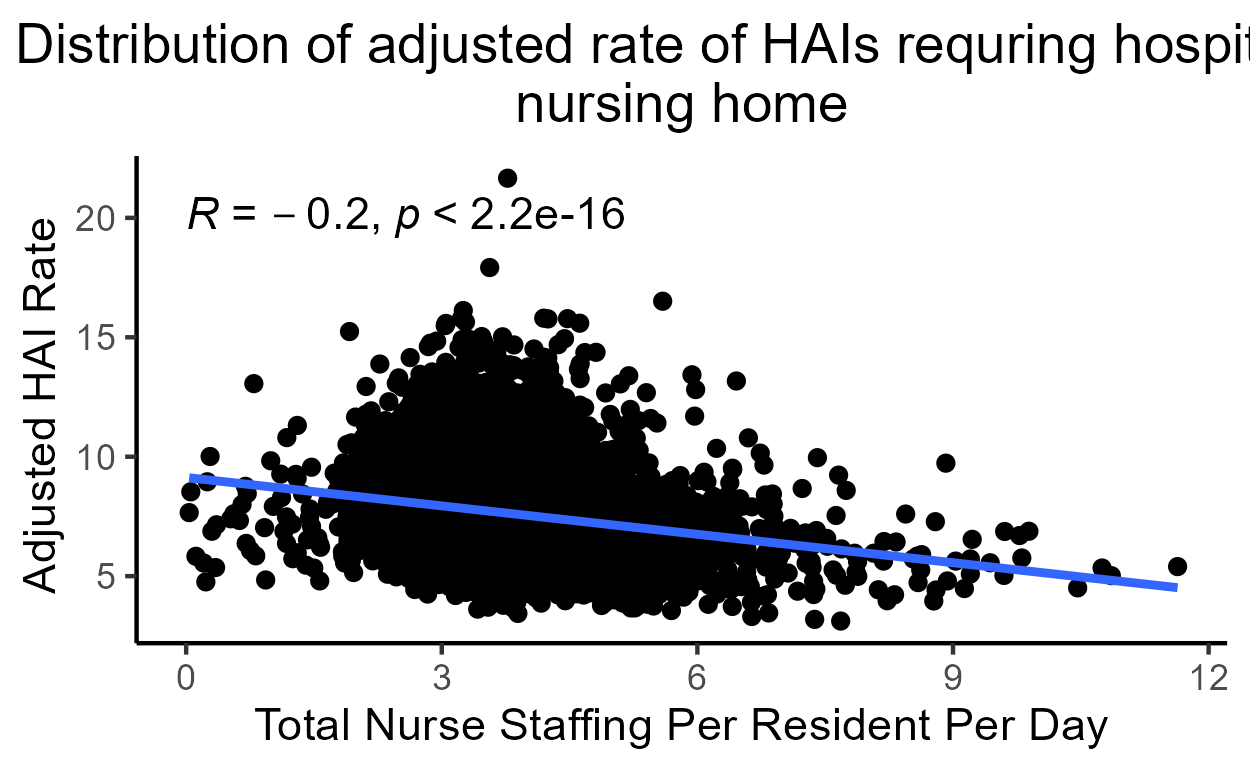 Distribution of adjusted rate of HAIs requring hospit
nursing home
R = − 0.2, p < 2.2e-16
Adjusted HAI Rate
20
15
10
5
0 3 6 9 12
Total Nurse Staffing Per Resident Per Day